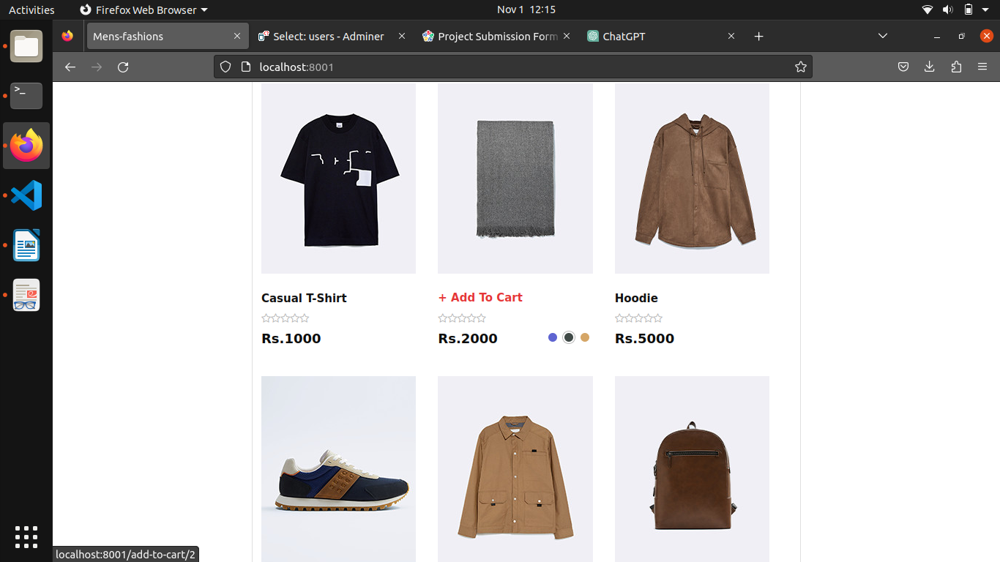 Activities
Firefox Web Browser
Nov 1 12:15
Mens-fashions
Select: users - Adminer
Project Submission Form
ChatGPT
localhost:8001
Casual T-Shirt
+ Add To Cart
Hoodie
Rs.1000
Rs.2000
Rs.5000
localhost:8001/add-to-cart/2